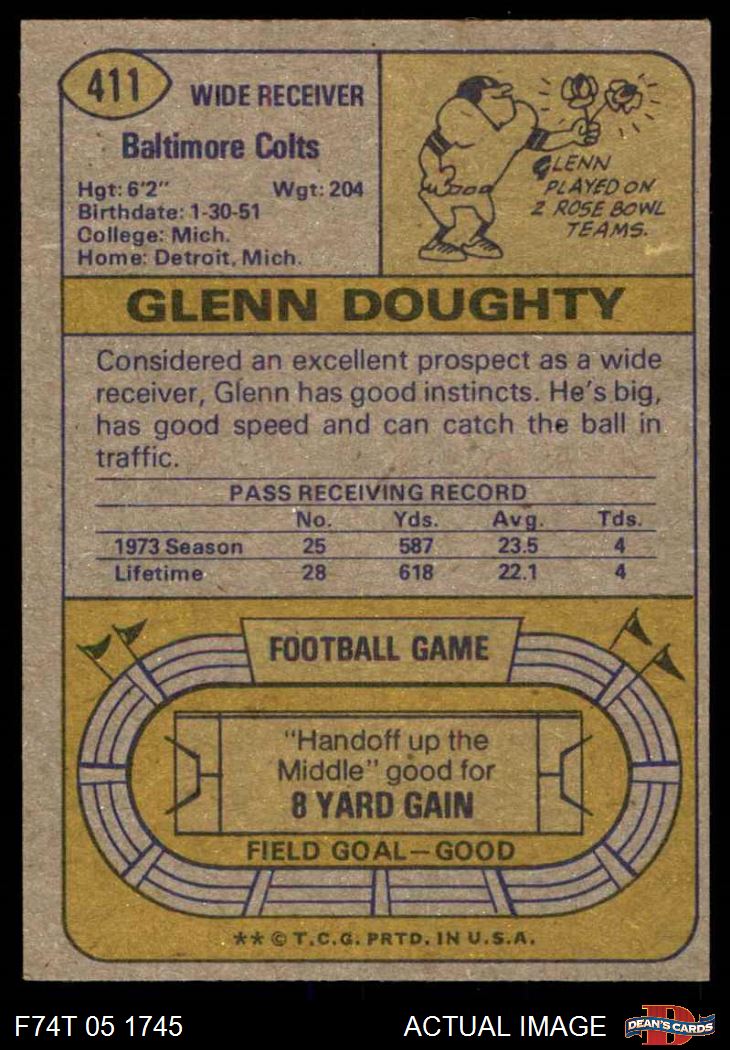 411
WIDE RECEIVER
Baltimore Colts
Hgt: 6'2" Wgt: 204
Birthdate: 1-30-51
College: Mich.
Home: Detroit, Mich.
GLENN
PLAYED ON
2 ROSE BOWL
TEAMS.
GLENN DOUGHTY
Considered an excellent prospect as a wide
receiver, Glenn has good instincts. He's big,
has good speed and can catch the ball in
traffic.
PASS RECEIVING RECORD
No. Yds. Avg. Tds.
1973 Season 25 587 23.5 4
Lifetime 28 618 22.1 4
FOOTBALL GAME
"Handoff up the
Middle" good for
8 YARD GAIN
FIELD GOAL—GOOD
** © T.C.G. PRTD. IN U.S.A.
F74T 05 1745 ACTUAL IMAGE
D
DEAN'S CARDS